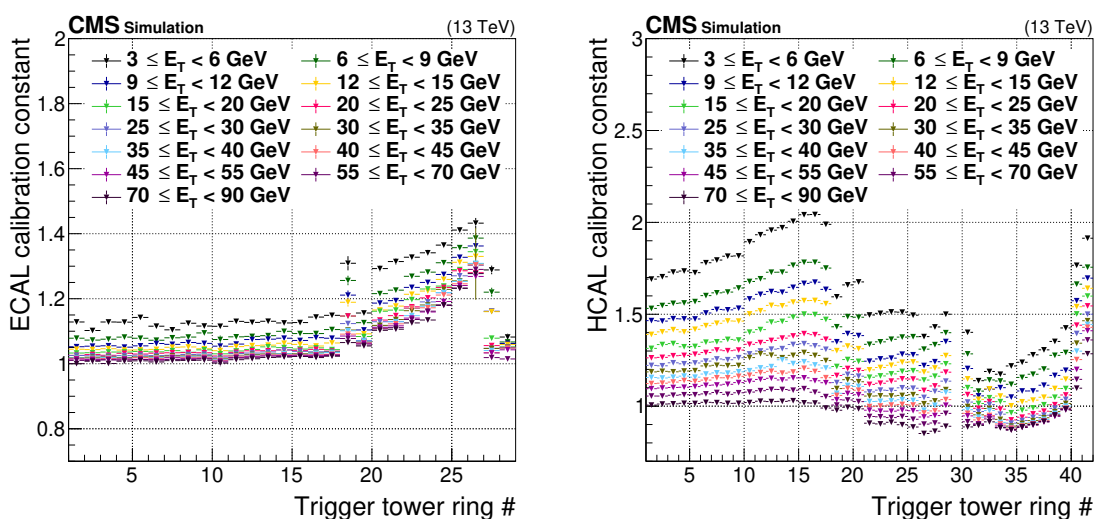 CMS Simulation (13 TeV)
3 ≤ E_T < 6 GeV 6 ≤ E_T < 9 GeV
9 ≤ E_T < 12 GeV 12 ≤ E_T < 15 GeV
15 ≤ E_T < 20 GeV 20 ≤ E_T < 25 GeV
25 ≤ E_T < 30 GeV 30 ≤ E_T < 35 GeV
35 ≤ E_T < 40 GeV 40 ≤ E_T < 45 GeV
45 ≤ E_T < 55 GeV 55 ≤ E_T < 70 GeV
70 ≤ E_T < 90 GeV
ECAL calibration constant
2
1.8
1.6
1.4
1.2
1
0.8
5 10 15 20 25
Trigger tower ring #
CMS Simulation (13 TeV)
3 ≤ E_T < 6 GeV 6 ≤ E_T < 9 GeV
9 ≤ E_T < 12 GeV 12 ≤ E_T < 15 GeV
15 ≤ E_T < 20 GeV 20 ≤ E_T < 25 GeV
25 ≤ E_T < 30 GeV 30 ≤ E_T < 35 GeV
35 ≤ E_T < 40 GeV 40 ≤ E_T < 45 GeV
45 ≤ E_T < 55 GeV 55 ≤ E_T < 70 GeV
70 ≤ E_T < 90 GeV
HCAL calibration constant
3
2.5
2
1.5
1
5 10 15 20 25 30 35 40
Trigger tower ring #